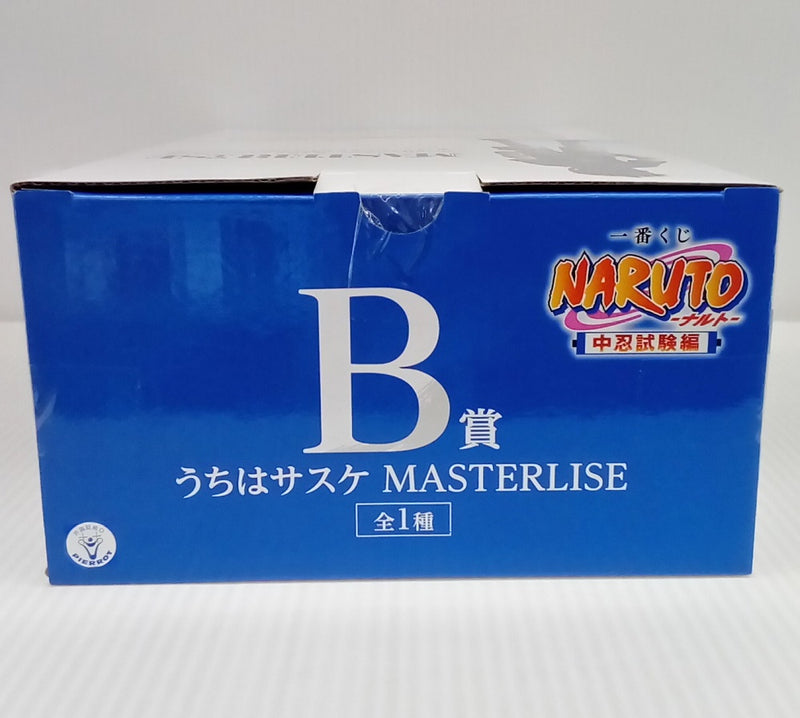 MASTERLISE
一番くじ
NARUTO
-ナルト-
中忍試験編
B賞
うちはサスケ MASTERLISE
全1種
PIERROT